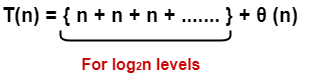 T(n) = { n + n + n + ....... } + θ (n)
For log₂n levels